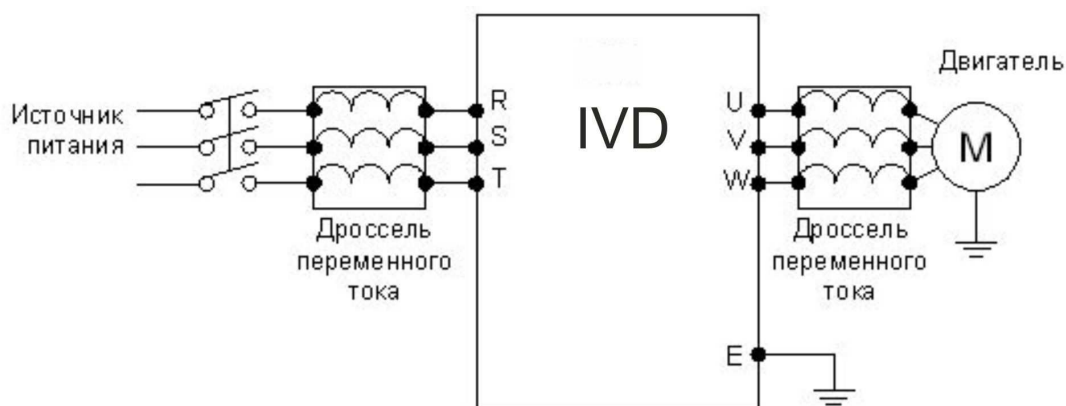 Источник
питания
Дроссель
переменного
тока
R
S
T
IVD
U
V
W
E
Дроссель
переменного
тока
Двигатель
M